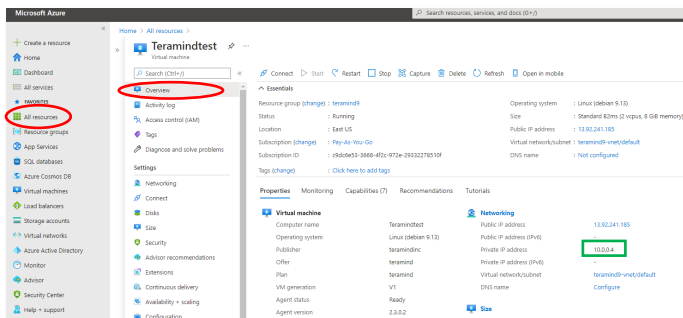 Microsoft Azure
Search resources, services, and docs (G+/)
Create a resource
Home
Dashboard
All services
FAVORITES
All resources
Resource groups
App Services
SQL databases
Azure Cosmos DB
Virtual machines
Load balancers
Storage accounts
Virtual networks
Azure Active Directory
Monitor
Advisor
Security Center
Help + support
Home > All resources >
Teramindtest
Virtual machine
Search (Ctrl+/)
Overview
Activity log
Access control (IAM)
Tags
Diagnose and solve problems
Settings
Networking
Connect
Disks
Size
Security
Advisor recommendations
Extensions
Continuous delivery
Availability + scaling
Configuration
Connect Start Restart Stop Capture Delete Refresh Open in mobile
Essentials
Resource group (change) : teramind9
Status : Running
Location : East US
Subscription (change) : Pay-As-You-Go
Subscription ID : c9dc6e53-3668-4f2c-972e-29032278510f
Tags (change) : Click here to add tags
Operating system : Linux (debian 9.13)
Size : Standard B2ms (2 vcpus, 8 GiB memory)
Public IP address : 13.92.241.185
Virtual network/subnet : teramind9-vnet/default
DNS name : Not configured
Properties Monitoring Capabilities (7) Recommendations Tutorials
Virtual machine
Computer name Teramindtest
Operating system Linux (debian 9.13)
Publisher teramindinc
Offer teramind
Plan teramind
VM generation V1
Agent status Ready
Agent version 2.3.0.2
Networking
Public IP address 13.92.241.185
Public IP address (IPv6) -
Private IP address 10.0.0.4
Private IP address (IPv6) -
Virtual network/subnet teramind9-vnet/default
DNS name Configure
Size